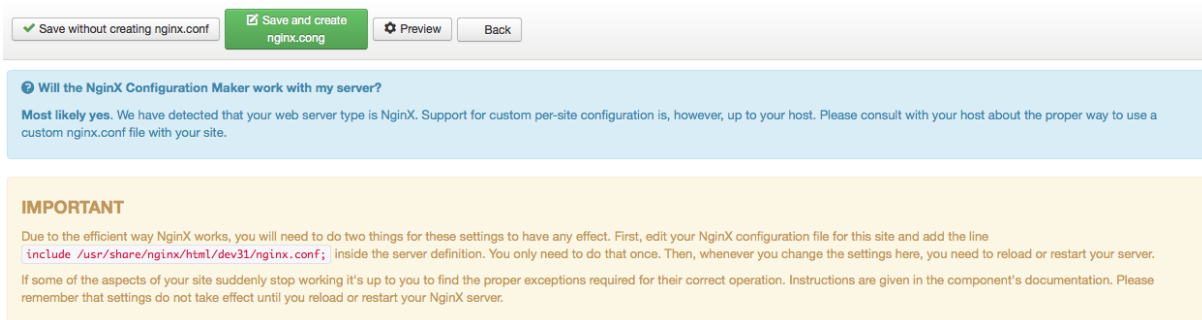 Save without creating nginx.conf
Save and create
nginx.cong
Preview
Back
Will the NginX Configuration Maker work with my server?
Most likely yes. We have detected that your web server type is NginX. Support for custom per-site configuration is, however, up to your host. Please consult with your host about the proper way to use a
custom nginx.conf file with your site.
IMPORTANT
Due to the efficient way NginX works, you will need to do two things for these settings to have any effect. First, edit your NginX configuration file for this site and add the line
include /usr/share/nginx/html/dev31/nginx.conf; inside the server definition. You only need to do that once. Then, whenever you change the settings here, you need to reload or restart your server.
If some of the aspects of your site suddenly stop working it's up to you to find the proper exceptions required for their correct operation. Instructions are given in the component's documentation. Please
remember that settings do not take effect until you reload or restart your NginX server.